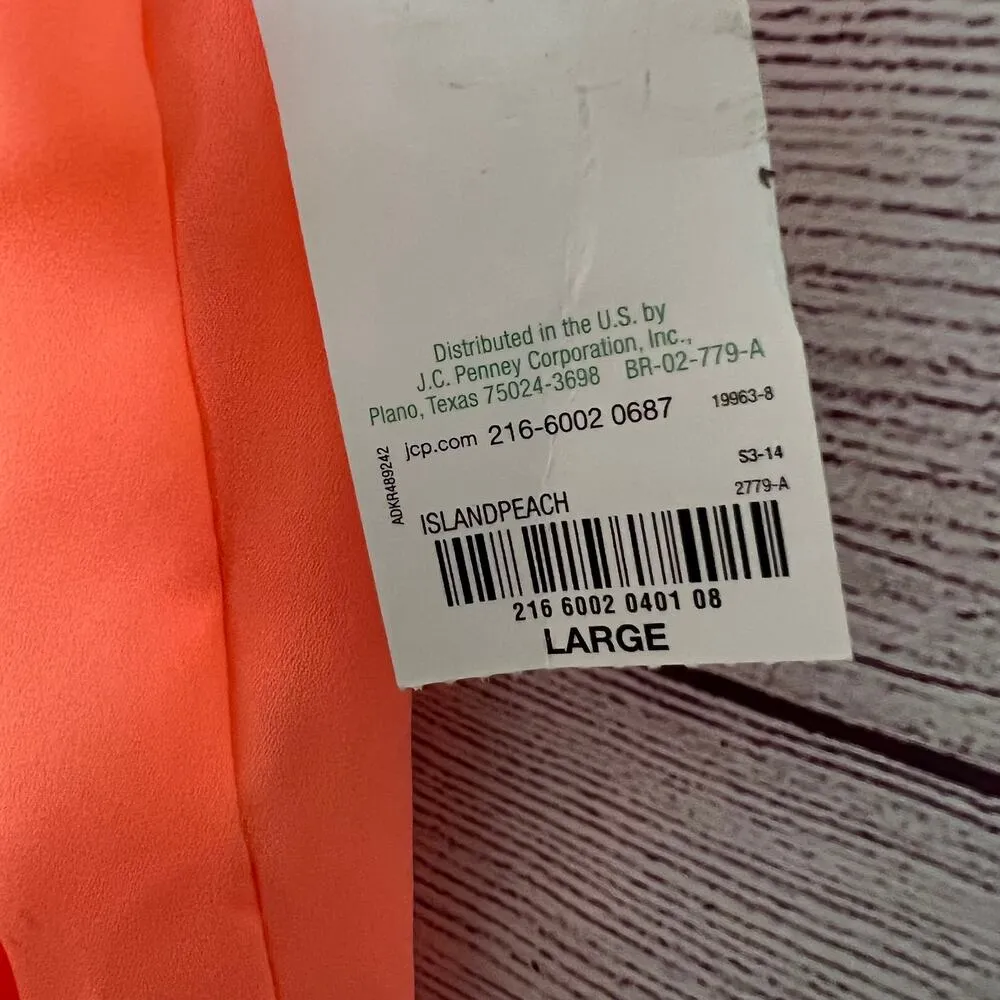 Distributed in the U.S. by
J.C. Penney Corporation, Inc.,
Plano, Texas 75024-3698 BR-02-779-A
jcp.com 216-6002 0687 19963-8
S3-14
2779-A
ADKR489242
ISLANDPEACH
216 6002 0401 08
LARGE